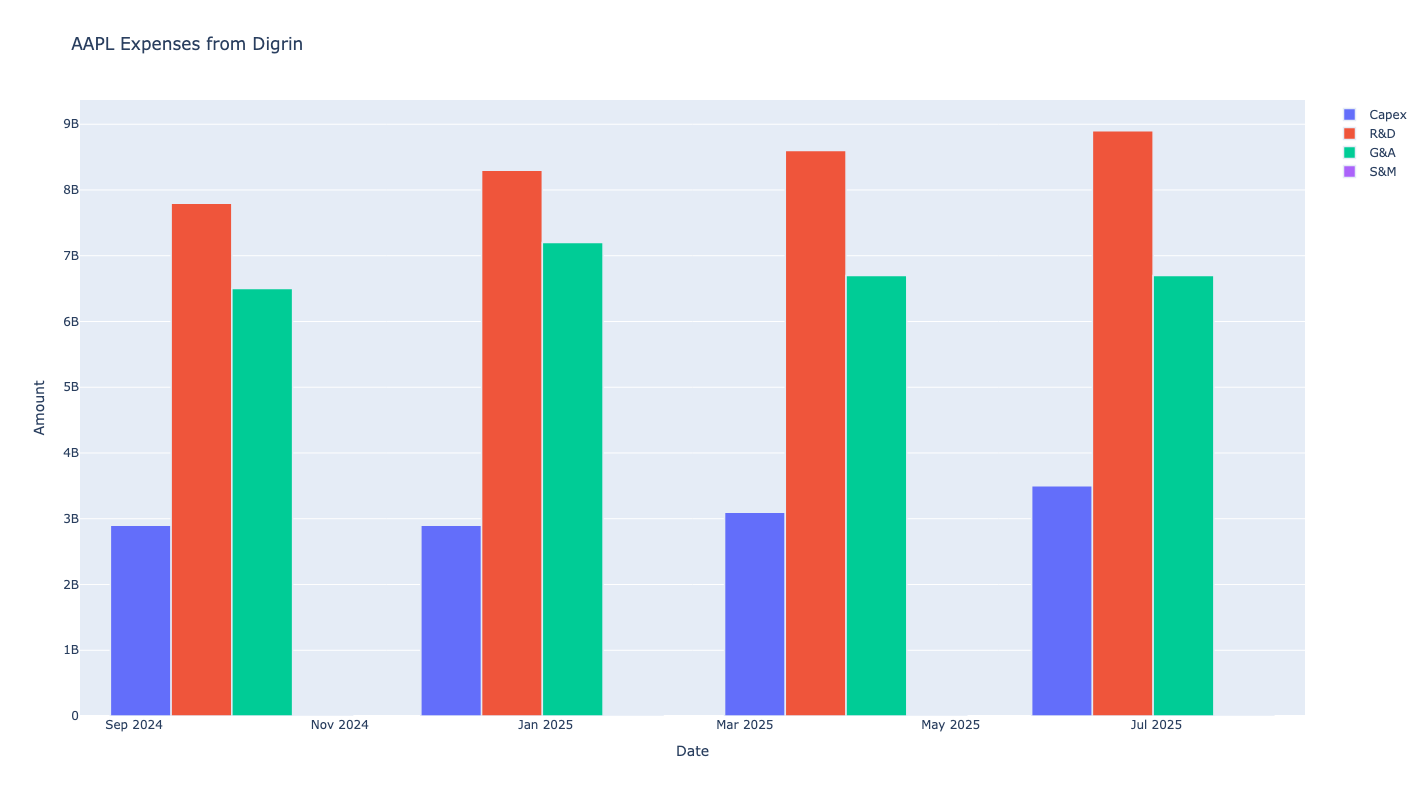 AAPL Expenses from Digrin
Capex
R&D
G&A
S&M
9B
8B
7B
6B
5B
4B
3B
2B
1B
0
Amount
Sep 2024
Nov 2024
Jan 2025
Mar 2025
May 2025
Jul 2025
Date